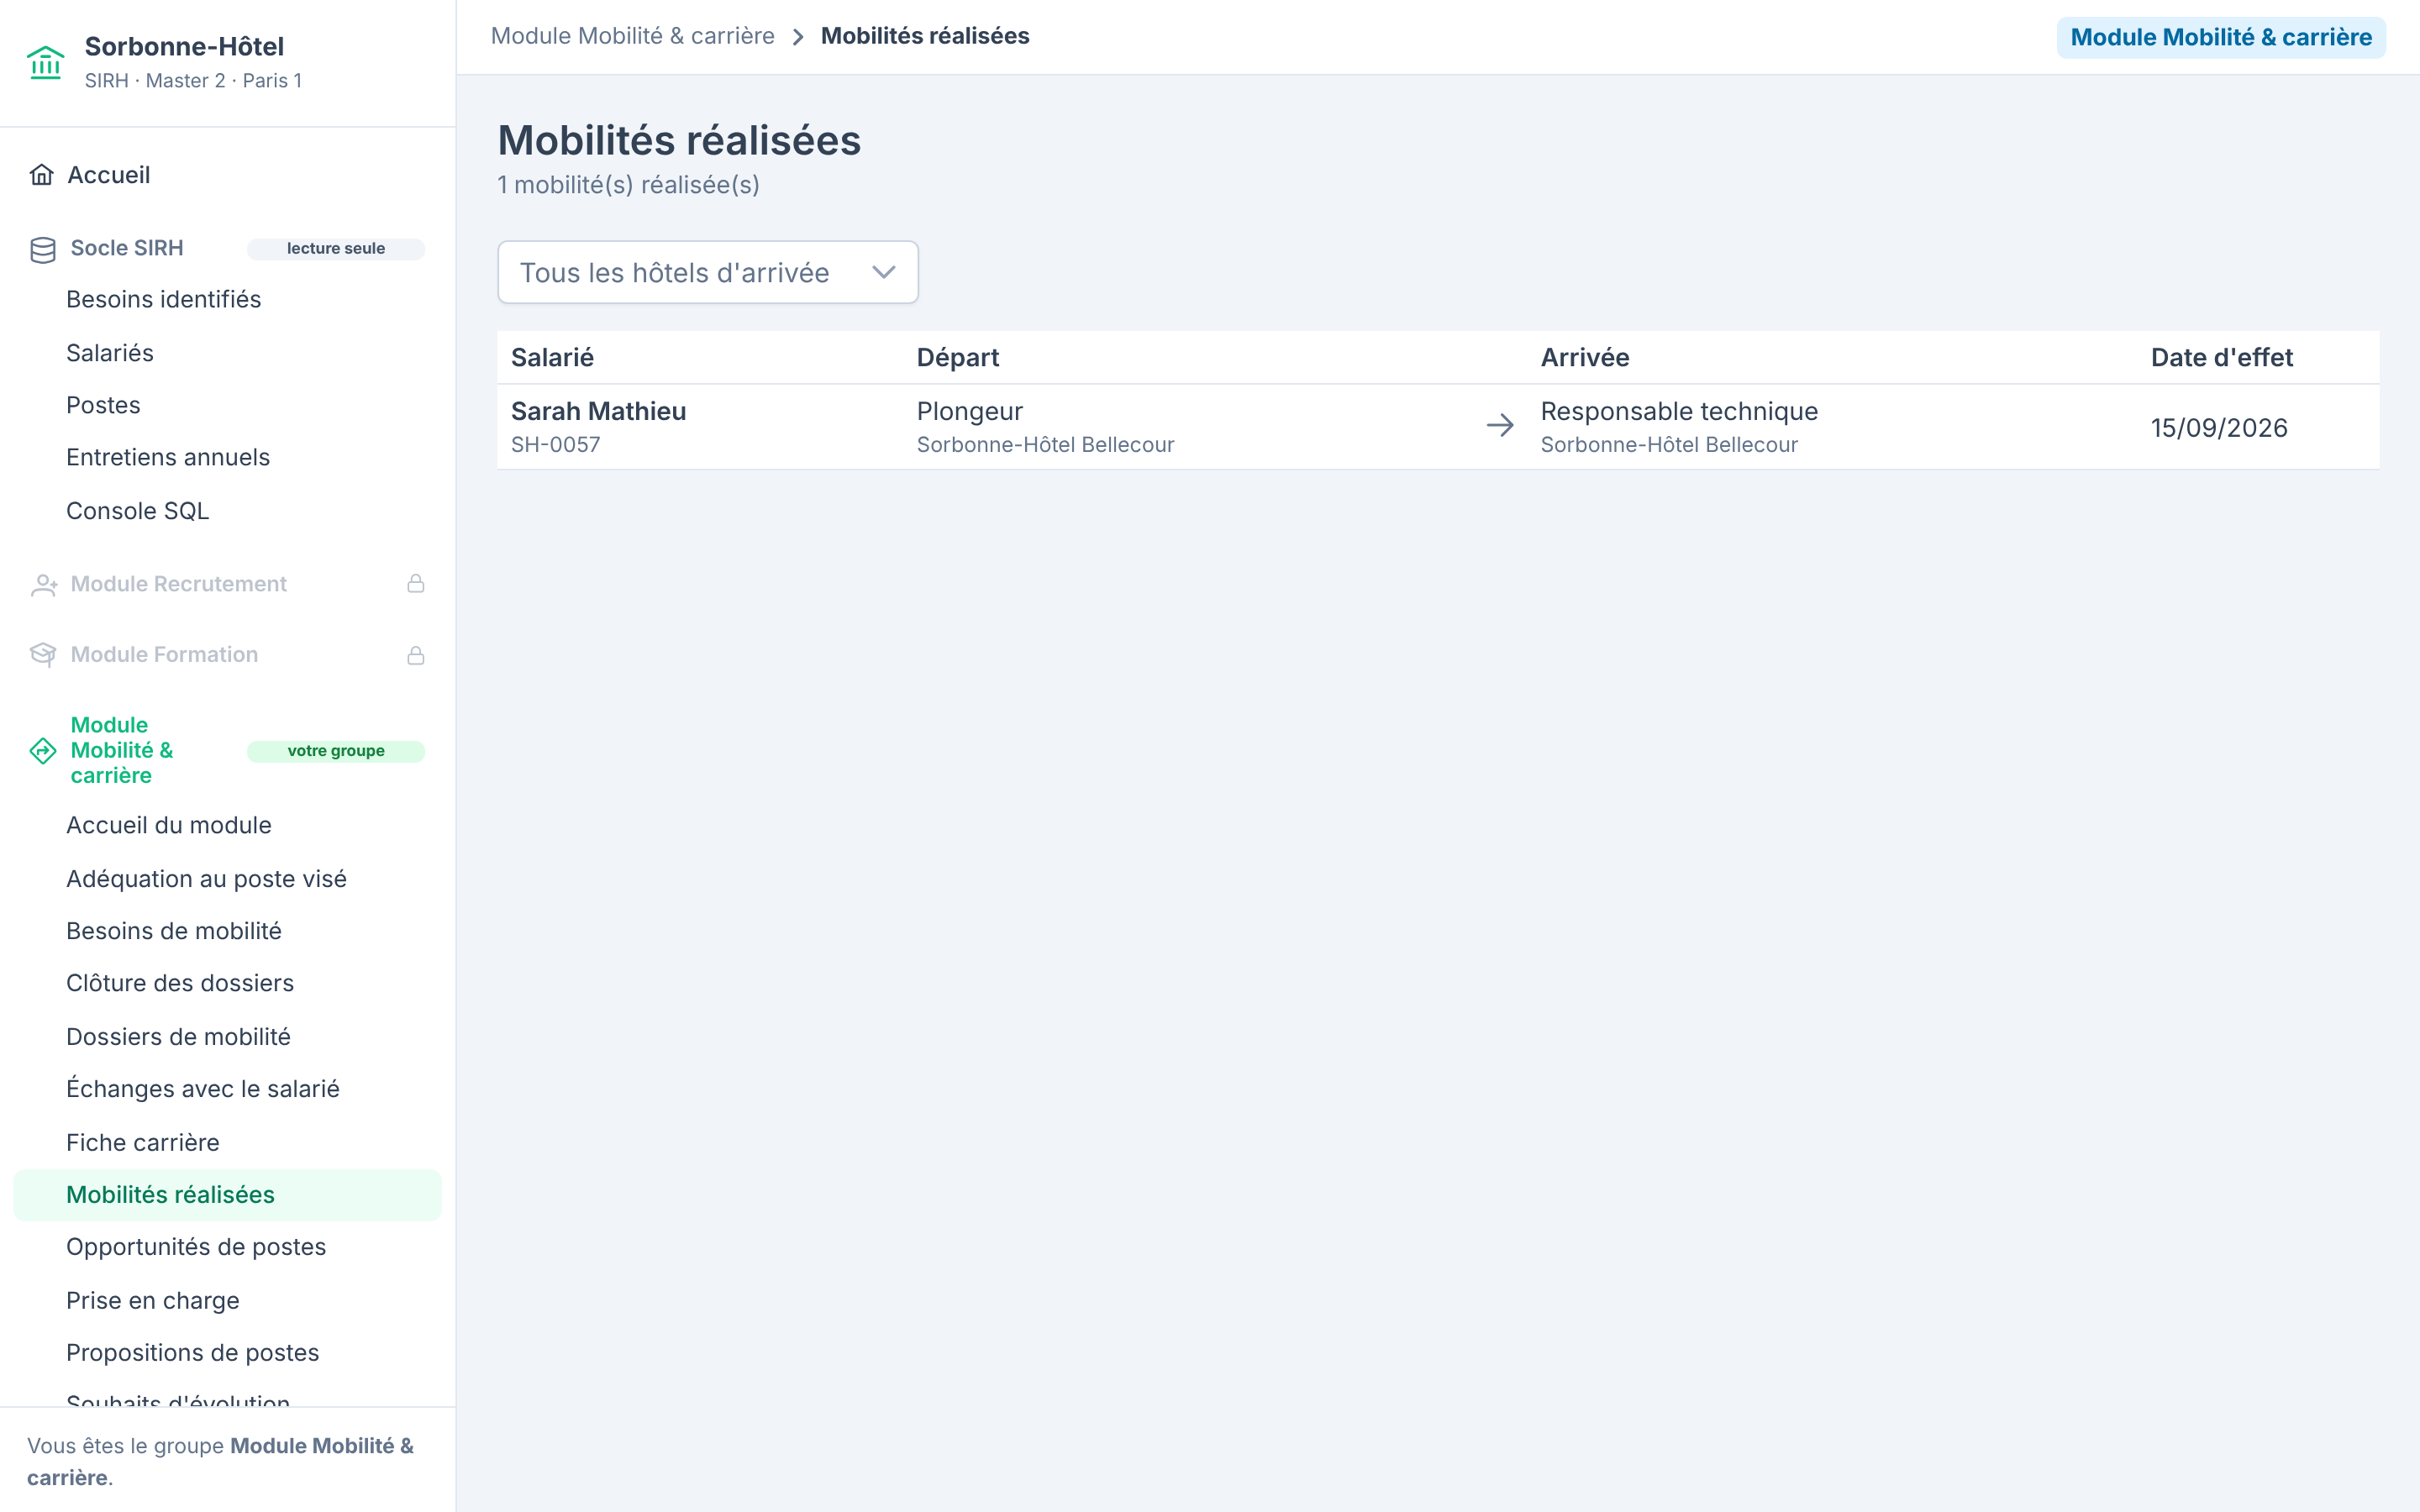 Sorbonne-Hôtel
SIRH · Master 2 · Paris 1
Accueil
Socle SIRH
lecture seule
Besoins identifiés
Salariés
Postes
Entretiens annuels
Console SQL
Module Recrutement
Module Formation
Module
Mobilité &
carrière
votre groupe
Accueil du module
Adéquation au poste visé
Besoins de mobilité
Clôture des dossiers
Dossiers de mobilité
Échanges avec le salarié
Fiche carrière
Mobilités réalisées
Opportunités de postes
Prise en charge
Propositions de postes
Souhaits d'évolution
Vous êtes le groupe Module Mobilité &
carrière.
Module Mobilité & carrière > Mobilités réalisées
Module Mobilité & carrière
Mobilités réalisées
1 mobilité(s) réalisée(s)
Tous les hôtels d'arrivée
Salarié Départ Arrivée Date d'effet
Sarah Mathieu Plongeur → Responsable technique 15/09/2026
SH-0057 Sorbonne-Hôtel Bellecour Sorbonne-Hôtel Bellecour